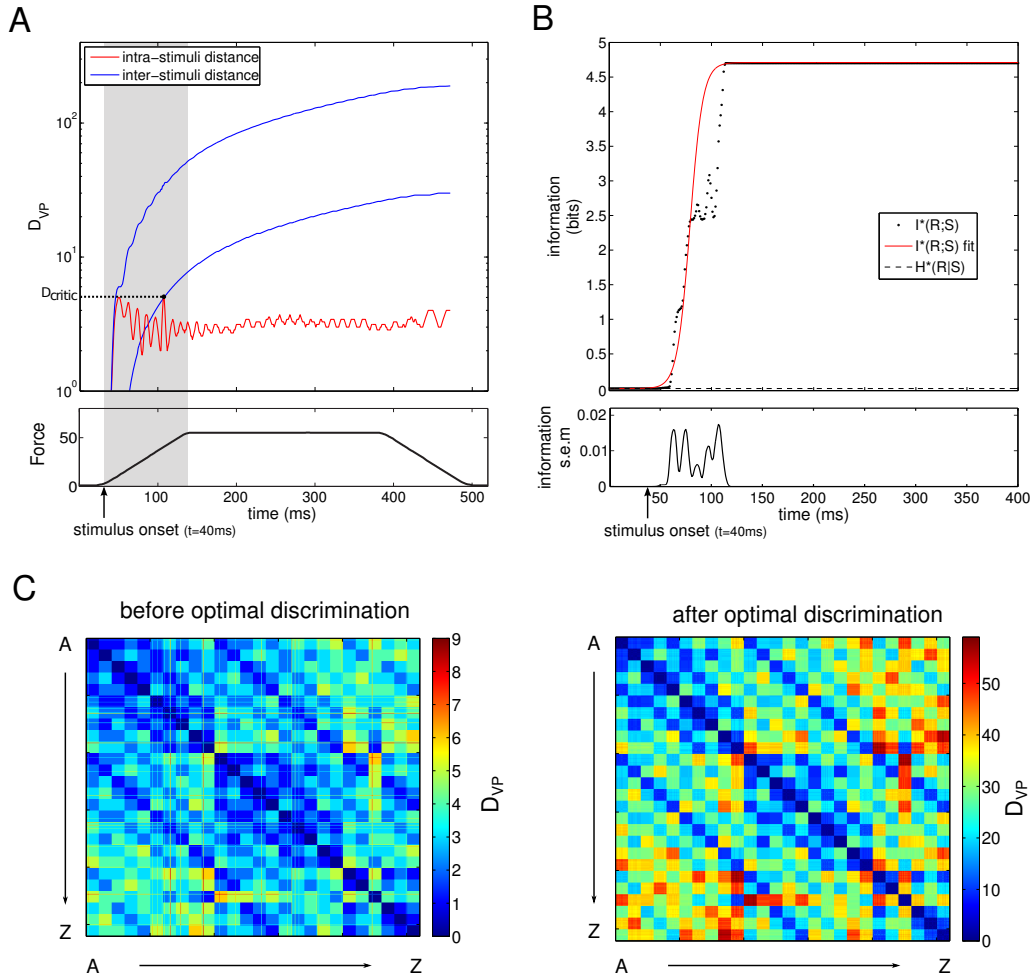 A
intra−stimuli distance
inter−stimuli distance
10^2
10^1
10^0
D_VP
D_critic
Force
50
0
100 200 300 400 500
time (ms)
stimulus onset (t=40ms)
B
5
4.5
4
3.5
3
2.5
2
1.5
1
0.5
0
information
(bits)
I*(R;S)
I*(R;S) fit
H*(R|S)
information
s.e.m
0.02
0.01
0
50 100 150 200 250 300 350 400
time (ms)
stimulus onset (t=40ms)
C
before optimal discrimination
A
Z
A Z
9
8
7
6
5
4
3
2
1
0
D_VP
after optimal discrimination
A
Z
A Z
50
40
30
20
10
0
D_VP